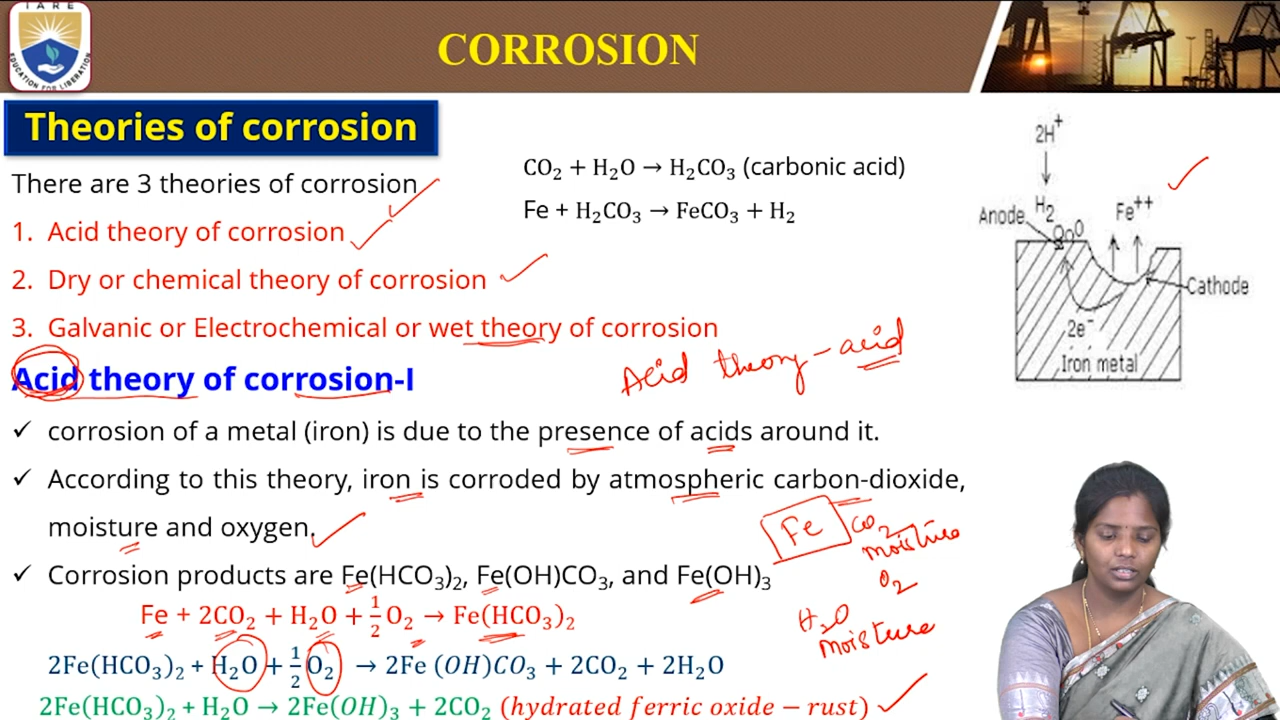 IARE
EDUCATION FOR LIBERATION
CORROSION
Theories of corrosion
There are 3 theories of corrosion
1. Acid theory of corrosion
2. Dry or chemical theory of corrosion
3. Galvanic or Electrochemical or wet theory of corrosion
CO₂ + H₂O → H₂CO₃ (carbonic acid)
Fe + H₂CO₃ → FeCO₃ + H₂
2H⁺
H₂
Fe⁺⁺
Anode
Cathode
2e⁻
Iron metal
Acid theory - acid
Acid theory of corrosion-I
✓ corrosion of a metal (iron) is due to the presence of acids around it.
✓ According to this theory, iron is corroded by atmospheric carbon-dioxide,
moisture and oxygen.
Fe CO₂
moisture
O₂
H₂O
moisture
✓ Corrosion products are Fe(HCO₃)₂, Fe(OH)CO₃, and Fe(OH)₃
Fe + 2CO₂ + H₂O + ½ O₂ → Fe(HCO₃)₂
2Fe(HCO₃)₂ + H₂O + ½ O₂ → 2Fe (OH)CO₃ + 2CO₂ + 2H₂O
2Fe(HCO₃)₂ + H₂O → 2Fe(OH)₃ + 2CO₂ (hydrated ferric oxide − rust)